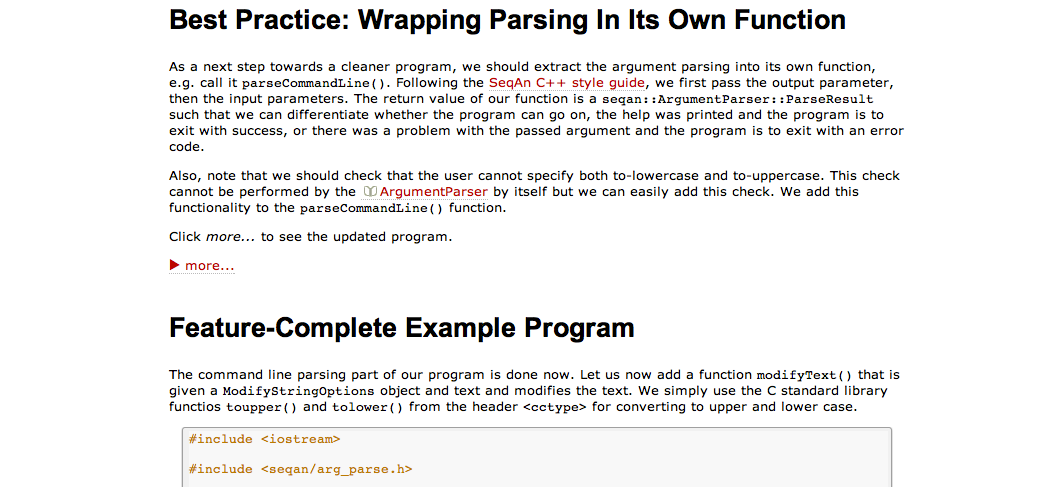 Best Practice: Wrapping Parsing In Its Own Function
As a next step towards a cleaner program, we should extract the argument parsing into its own function,
e.g. call it parseCommandLine(). Following the SeqAn C++ style guide, we first pass the output parameter,
then the input parameters. The return value of our function is a seqan::ArgumentParser::ParseResult
such that we can differentiate whether the program can go on, the help was printed and the program is to
exit with success, or there was a problem with the passed argument and the program is to exit with an error
code.
Also, note that we should check that the user cannot specify both to-lowercase and to-uppercase. This check
cannot be performed by the ArgumentParser by itself but we can easily add this check. We add this
functionality to the parseCommandLine() function.
Click more... to see the updated program.
more...
Feature-Complete Example Program
The command line parsing part of our program is done now. Let us now add a function modifyText() that is
given a ModifyStringOptions object and text and modifies the text. We simply use the C standard library
functios toupper() and tolower() from the header <cctype> for converting to upper and lower case.
#include <iostream>
#include <seqan/arg_parse.h>